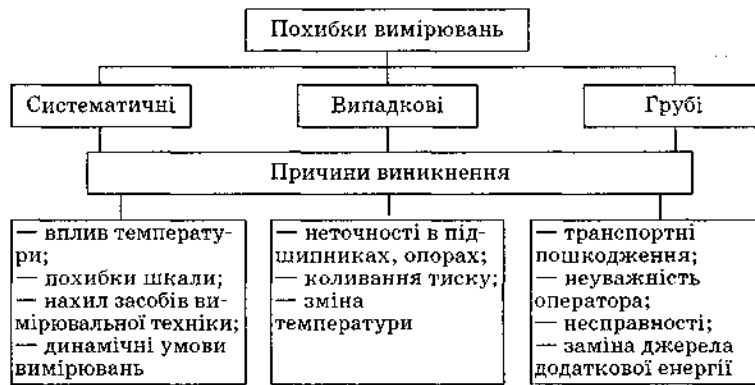 Похибки вимірювань
Систематичні
Випадкові
Грубі
Причини виникнення
— вплив температу-
ри;
— похибки шкали;
— нахил засобів ви-
мірювальної техніки;
— динамічні умови
вимірювань
— неточності в під-
шипниках, опорах;
— коливання тиску;
— зміна
температури
— транспортні
пошкодження;
— неуважність
оператора;
— несправності;
— заміна джерела
додаткової енергії